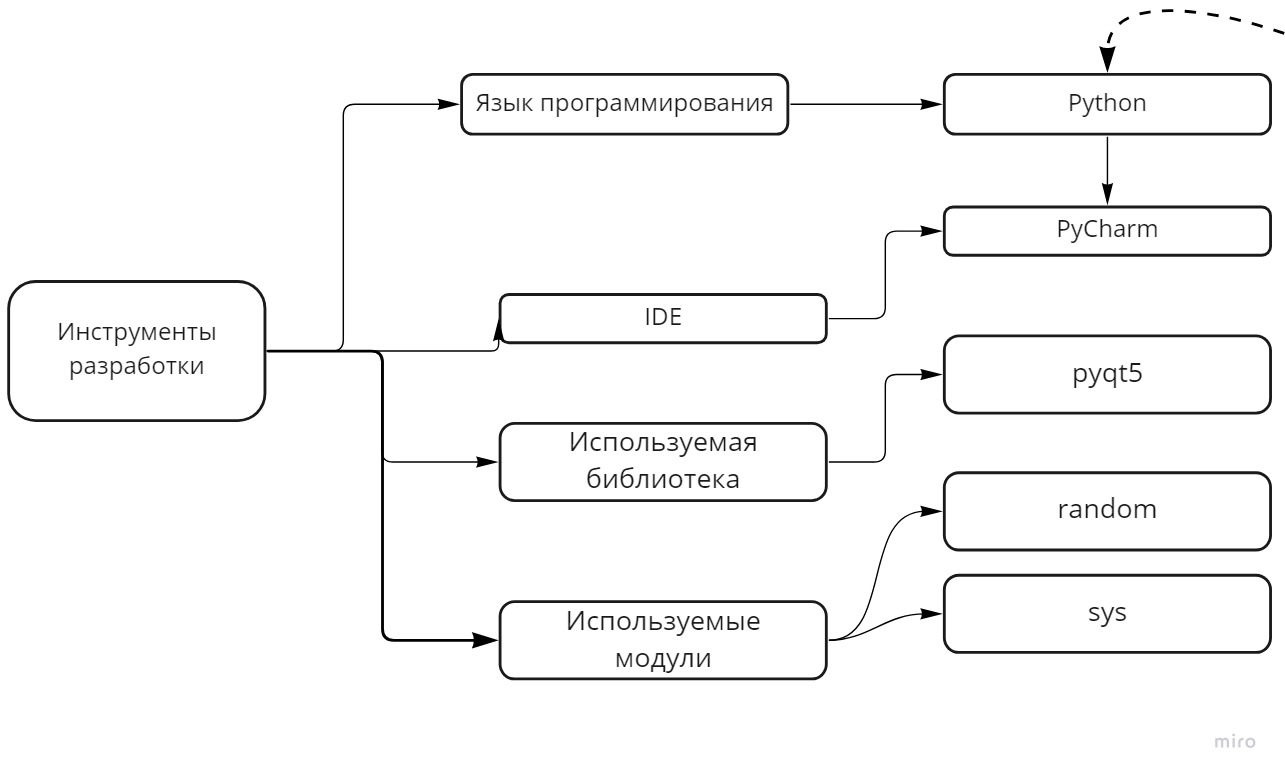 Язык программирования
Python
PyCharm
Инструменты
разработки
IDE
pyqt5
Используемая
библиотека
random
sys
Используемые
модули
miro